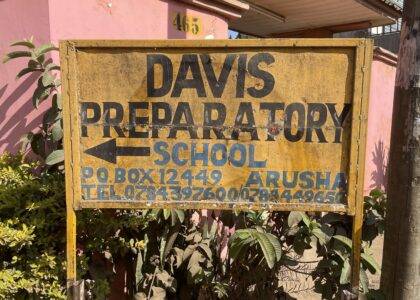 465
DAVIS
PREPARATORY
SCHOOL
P.O BOX 12449 ARUSHA
TEL.0784397600